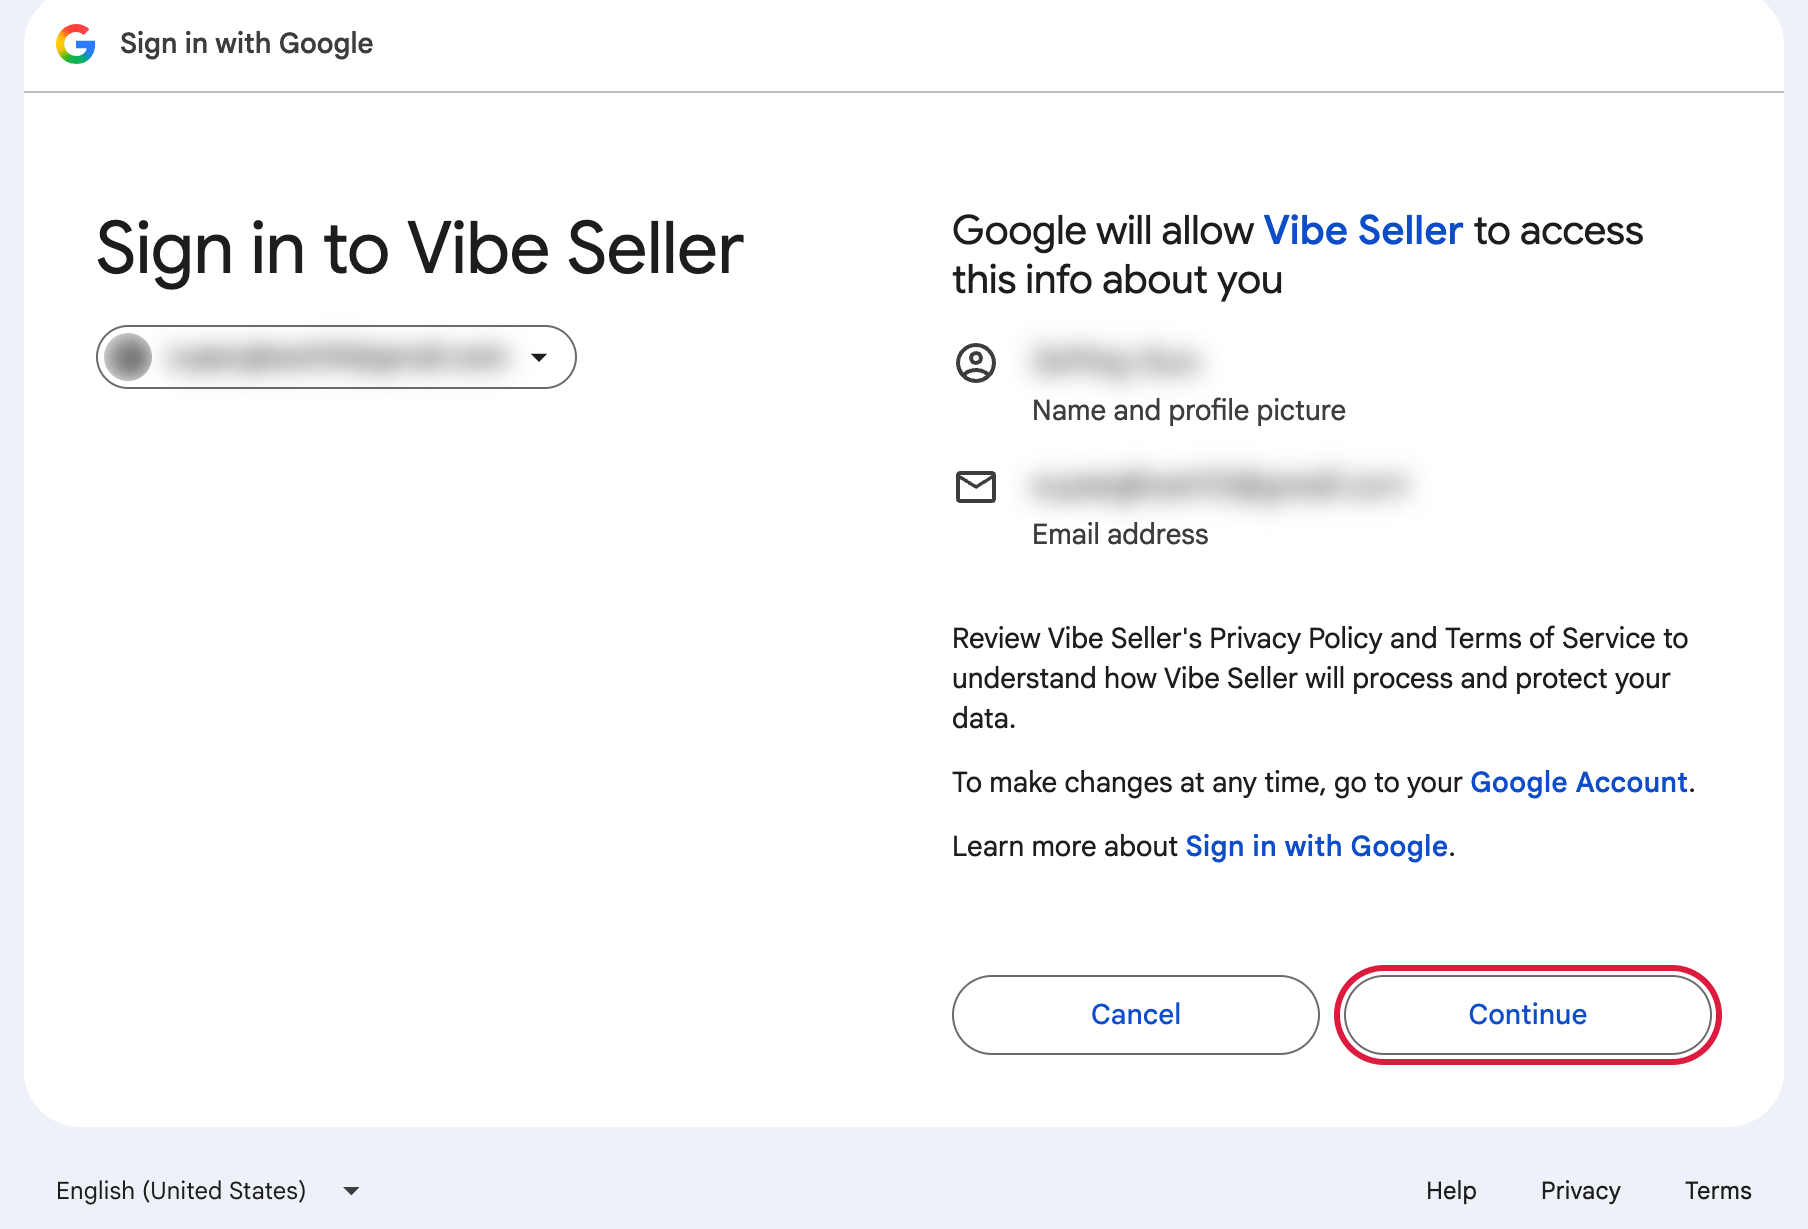 Sign in with Google
Sign in to Vibe Seller
Google will allow Vibe Seller to access
this info about you
Name and profile picture
Email address
Review Vibe Seller's Privacy Policy and Terms of Service to
understand how Vibe Seller will process and protect your
data.
To make changes at any time, go to your Google Account.
Learn more about Sign in with Google.
Cancel
Continue
English (United States)
Help
Privacy
Terms